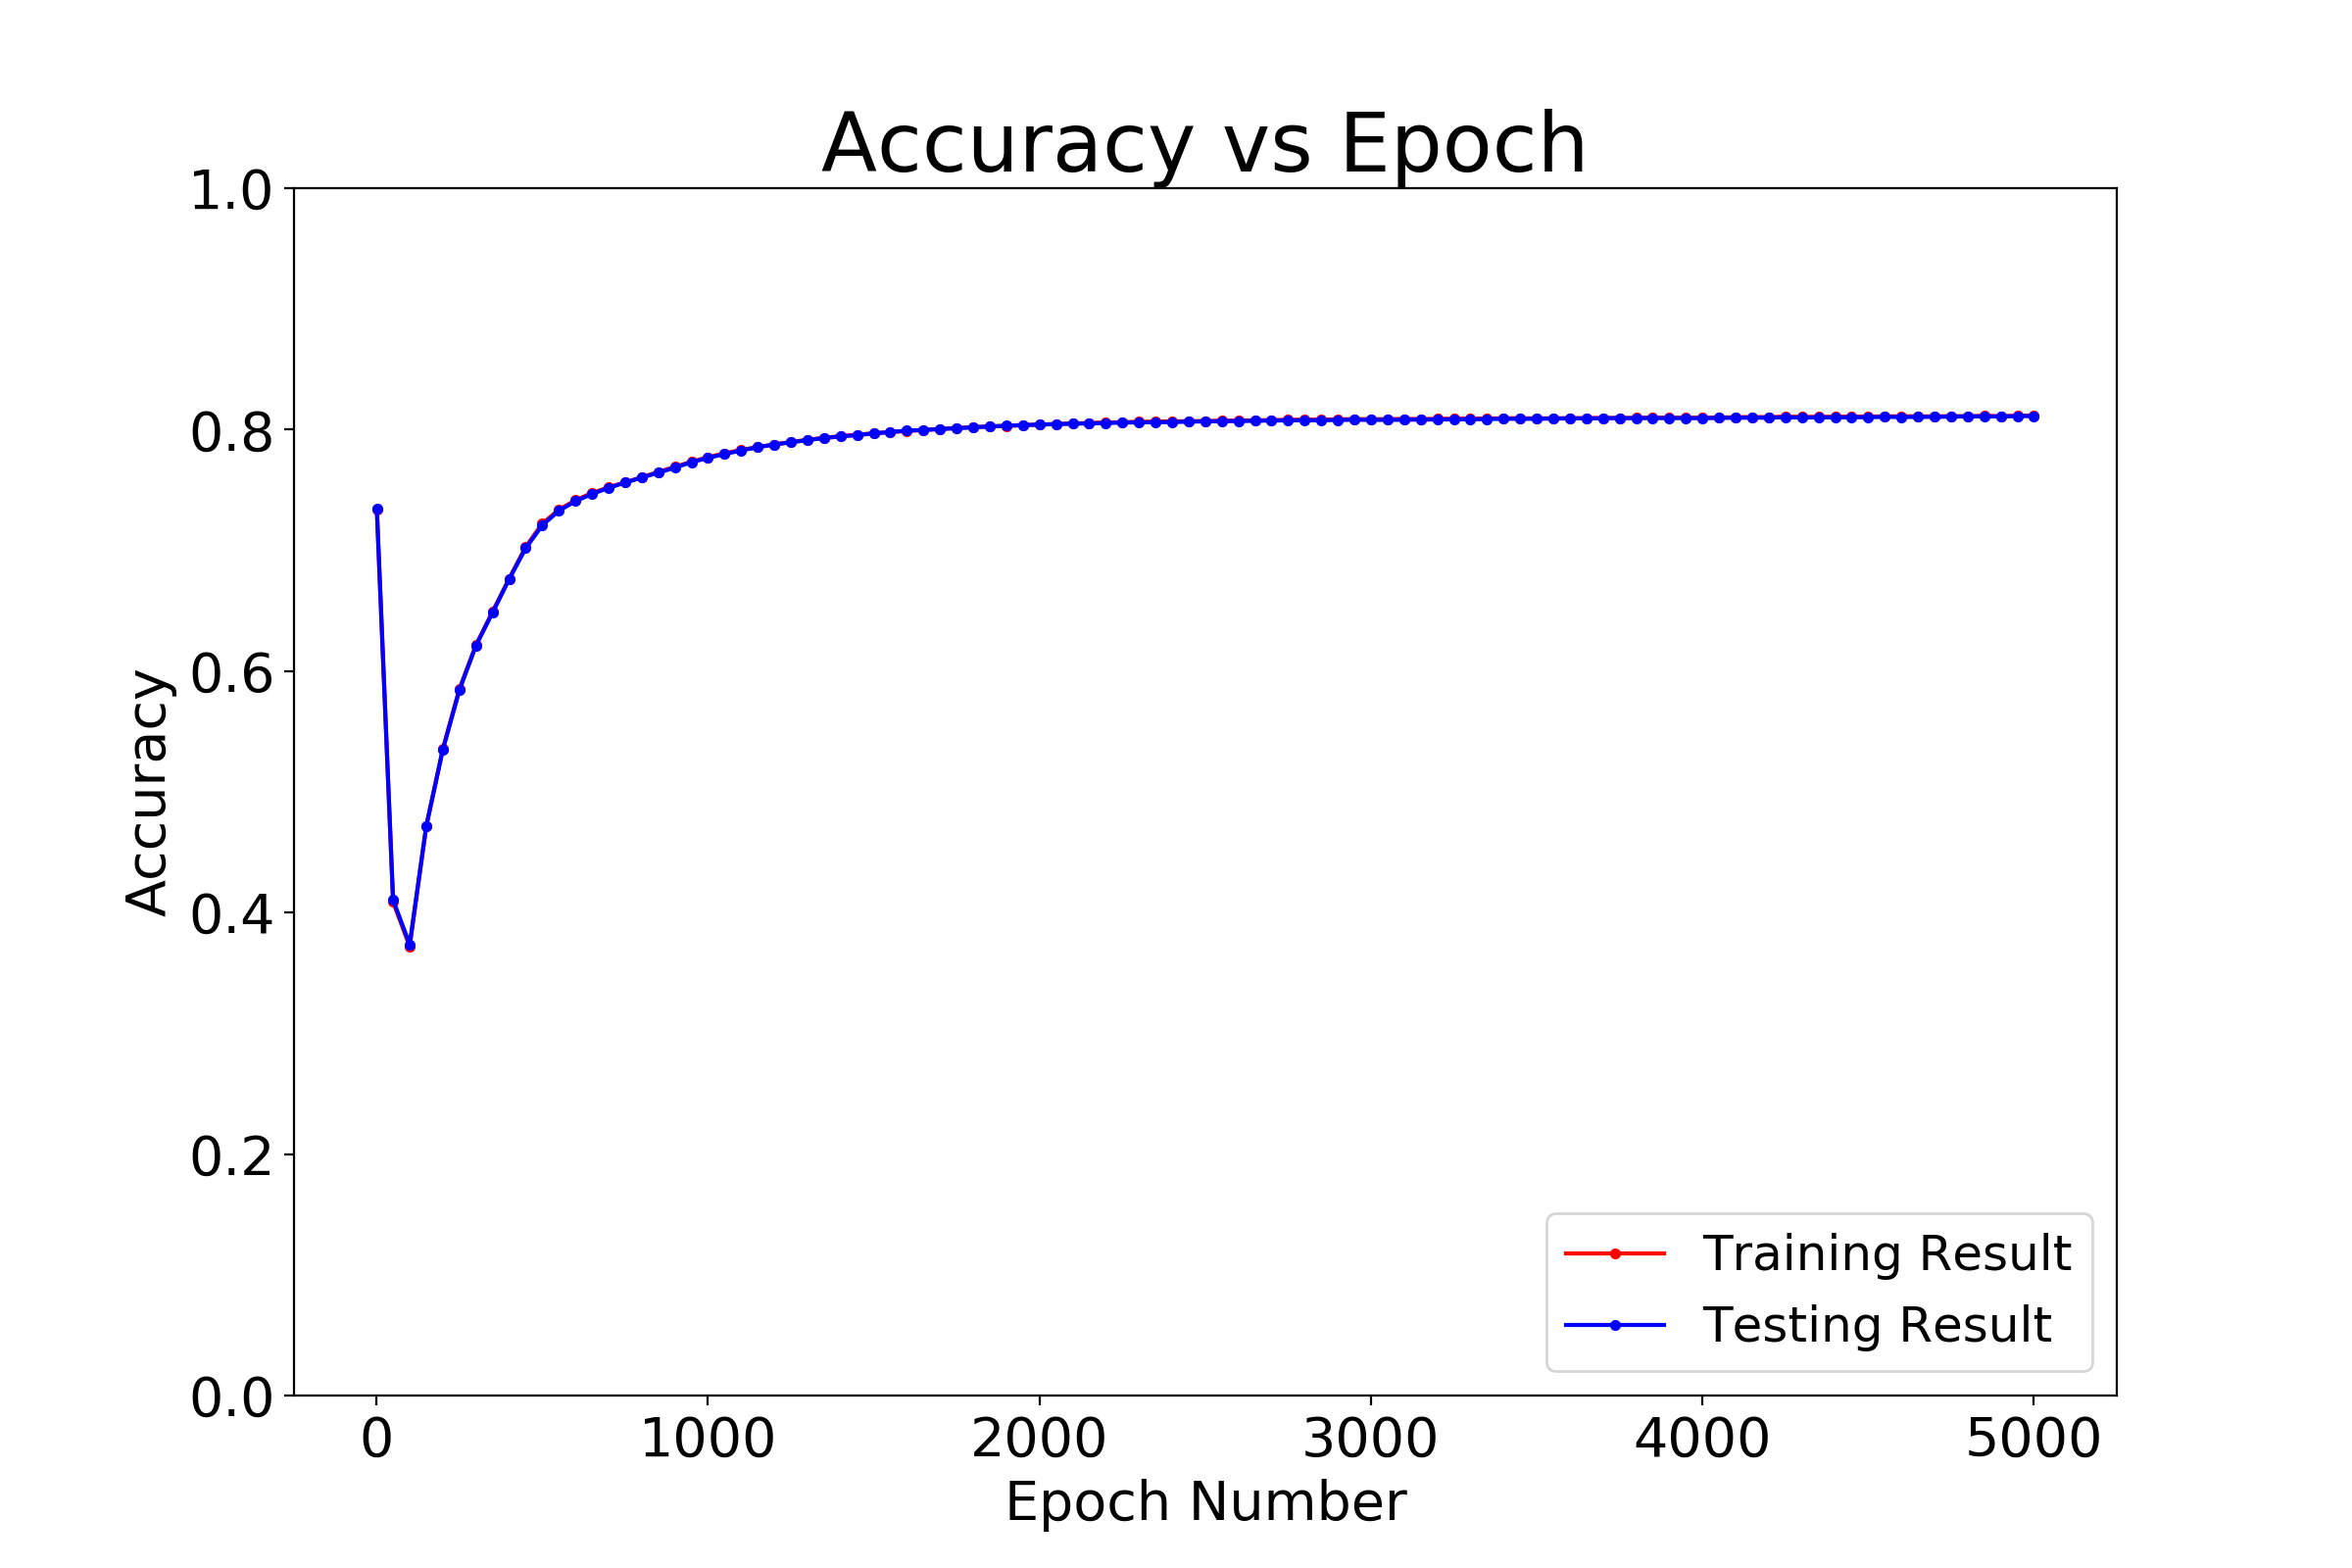 Accuracy vs Epoch
1.0
0.8
0.6
0.4
0.2
0.0
Accuracy
0 1000 2000 3000 4000 5000
Epoch Number
Training Result
Testing Result